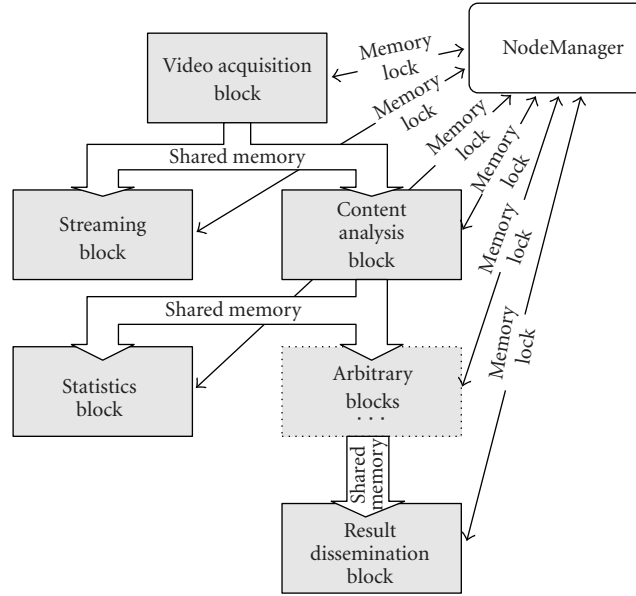 Video acquisition
block
NodeManager
Memory
lock
Memory
lock
Memory
lock
Memory
lock
Memory
lock
Memory
lock
Shared memory
Streaming
block
Content
analysis
block
Shared memory
Statistics
block
Arbitrary
blocks
...
Shared
memory
Result
dissemination
block